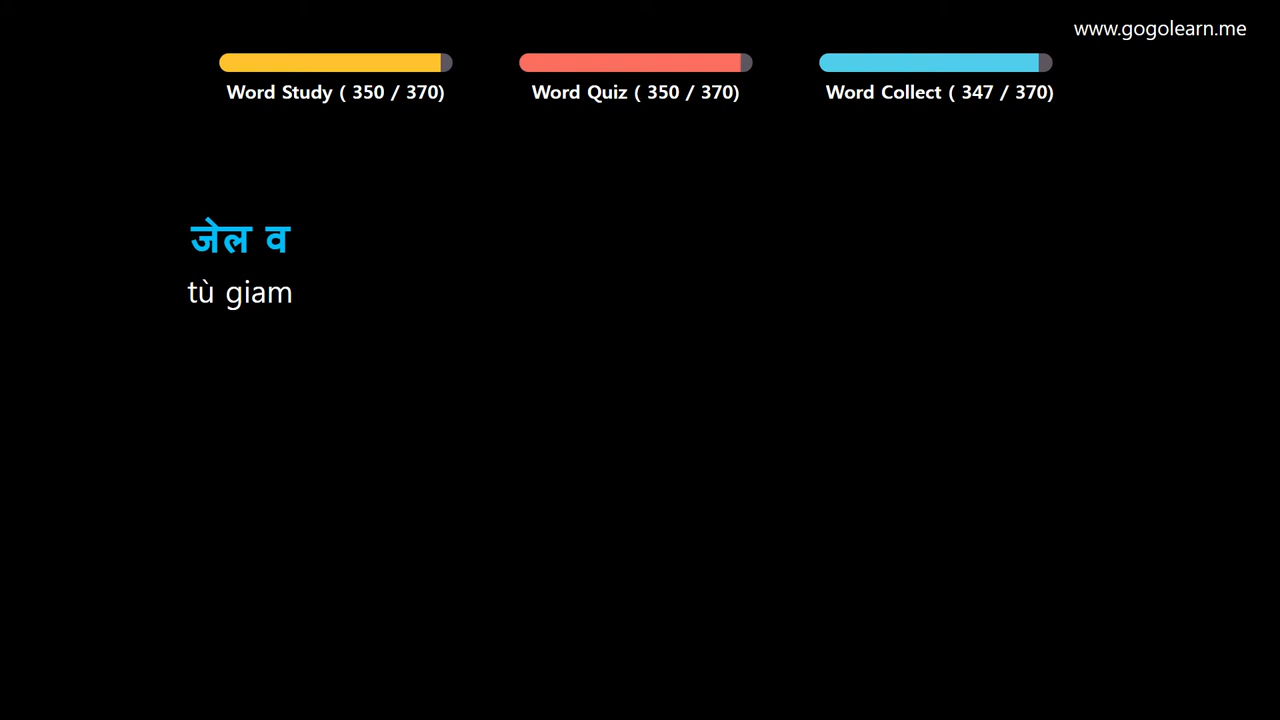 www.gogolearn.me
Word Study ( 350 / 370)
Word Quiz ( 350 / 370)
Word Collect ( 347 / 370)
जेल व
tù giam